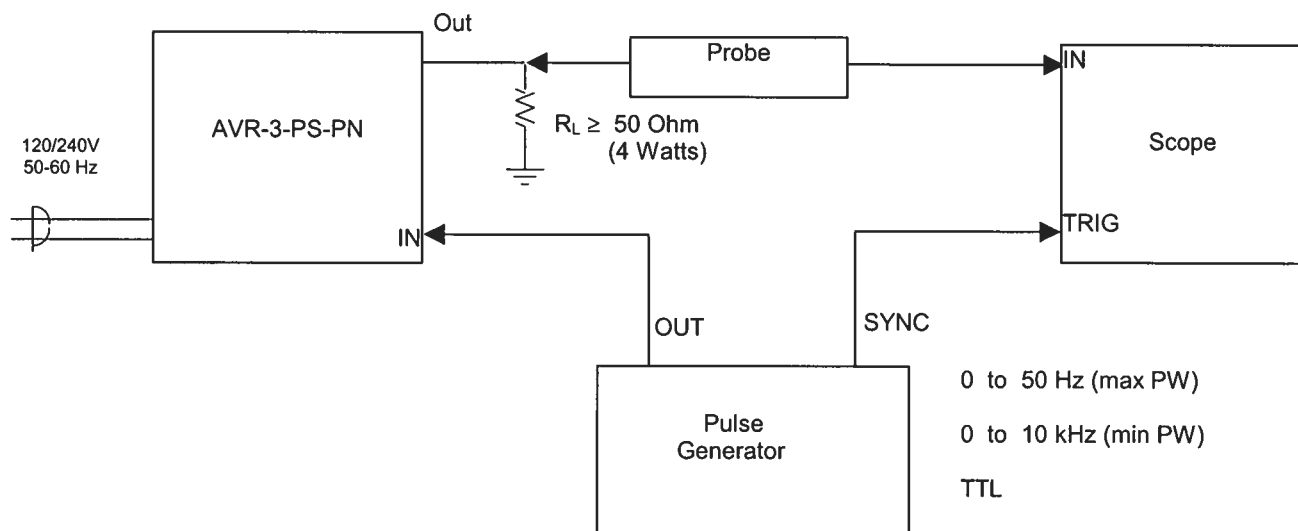 Out
Probe
IN
AVR-3-PS-PN
R_L ≥ 50 Ohm
(4 Watts)
Scope
120/240V
50-60 Hz
IN
TRIG
OUT
SYNC
0 to 50 Hz (max PW)
Pulse
Generator
0 to 10 kHz (min PW)
TTL